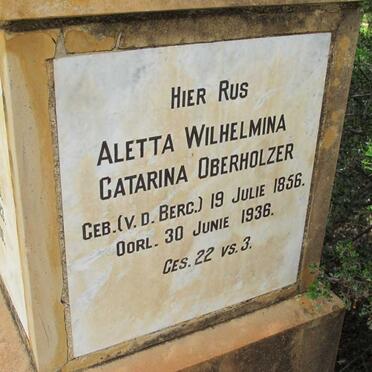 HIER RUS
ALETTA WILHELMINA
CATARINA OBERHOLZER
GEB. (V. D. BERG.) 19 JULIE 1856.
OORL. 30 JUNIE 1936.
GES. 22 VS. 3.